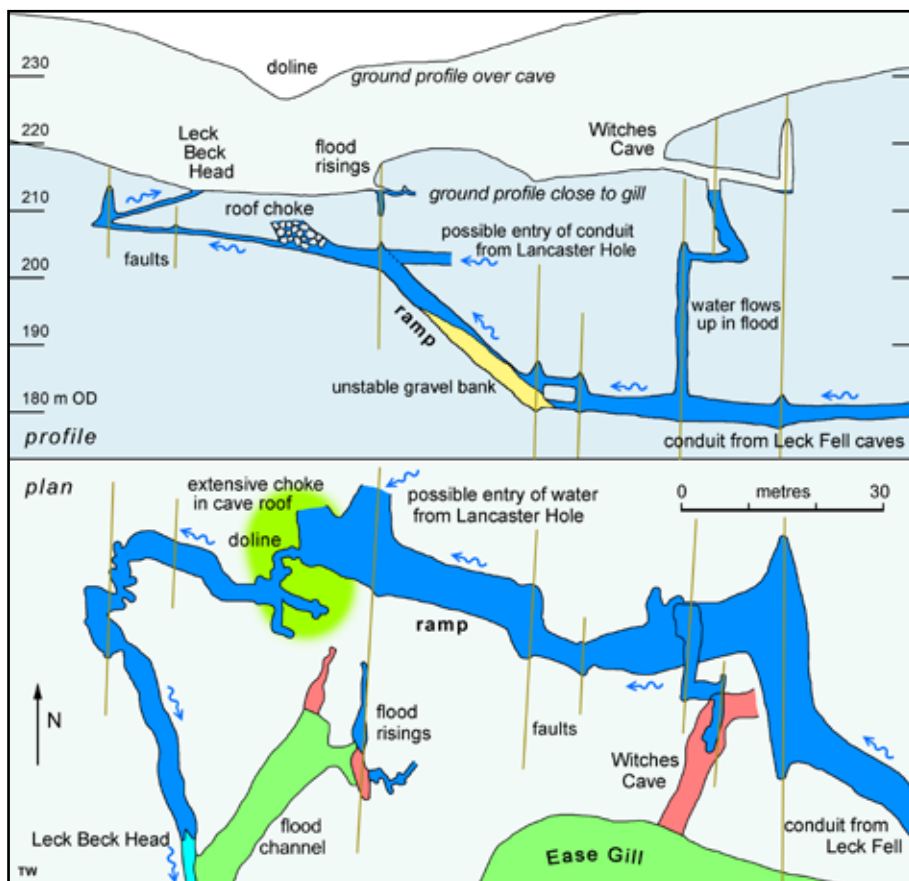 230
220
210
200
190
180 m OD
profile
doline
ground profile over cave
Leck
Beck
Head
flood
risings
Witches
Cave
ground profile close to gill
roof choke
possible entry of conduit
from Lancaster Hole
faults
ramp
water flows
up in flood
unstable gravel bank
conduit from Leck Fell caves
plan
extensive choke
in cave roof
doline
possible entry of water
from Lancaster Hole
0 metres 30
ramp
N
flood
risings
faults
Witches
Cave
Leck Beck Head
flood
channel
conduit from
Leck Fell
Ease Gill
TW